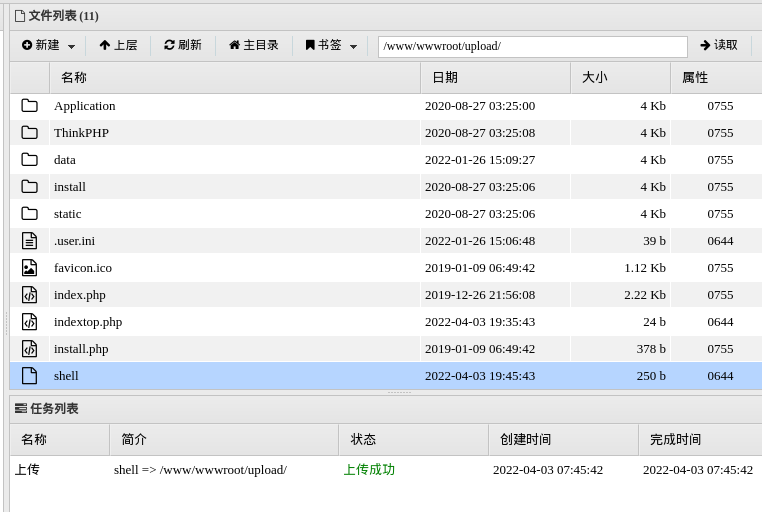 文件列表 (11)
新建 上层 刷新 主目录 书签 /www/wwwroot/upload/ 读取
名称 日期 大小 属性
Application 2020-08-27 03:25:00 4 Kb 0755
ThinkPHP 2020-08-27 03:25:08 4 Kb 0755
data 2022-01-26 15:09:27 4 Kb 0755
install 2020-08-27 03:25:06 4 Kb 0755
static 2020-08-27 03:25:06 4 Kb 0755
.user.ini 2022-01-26 15:06:48 39 b 0644
favicon.ico 2019-01-09 06:49:42 1.12 Kb 0755
index.php 2019-12-26 21:56:08 2.22 Kb 0755
indextop.php 2022-04-03 19:35:43 24 b 0644
install.php 2019-01-09 06:49:42 378 b 0755
shell 2022-04-03 19:45:43 250 b 0644
任务列表
名称 简介 状态 创建时间 完成时间
上传 shell => /www/wwwroot/upload/ 上传成功 2022-04-03 07:45:42 2022-04-03 07:45:42